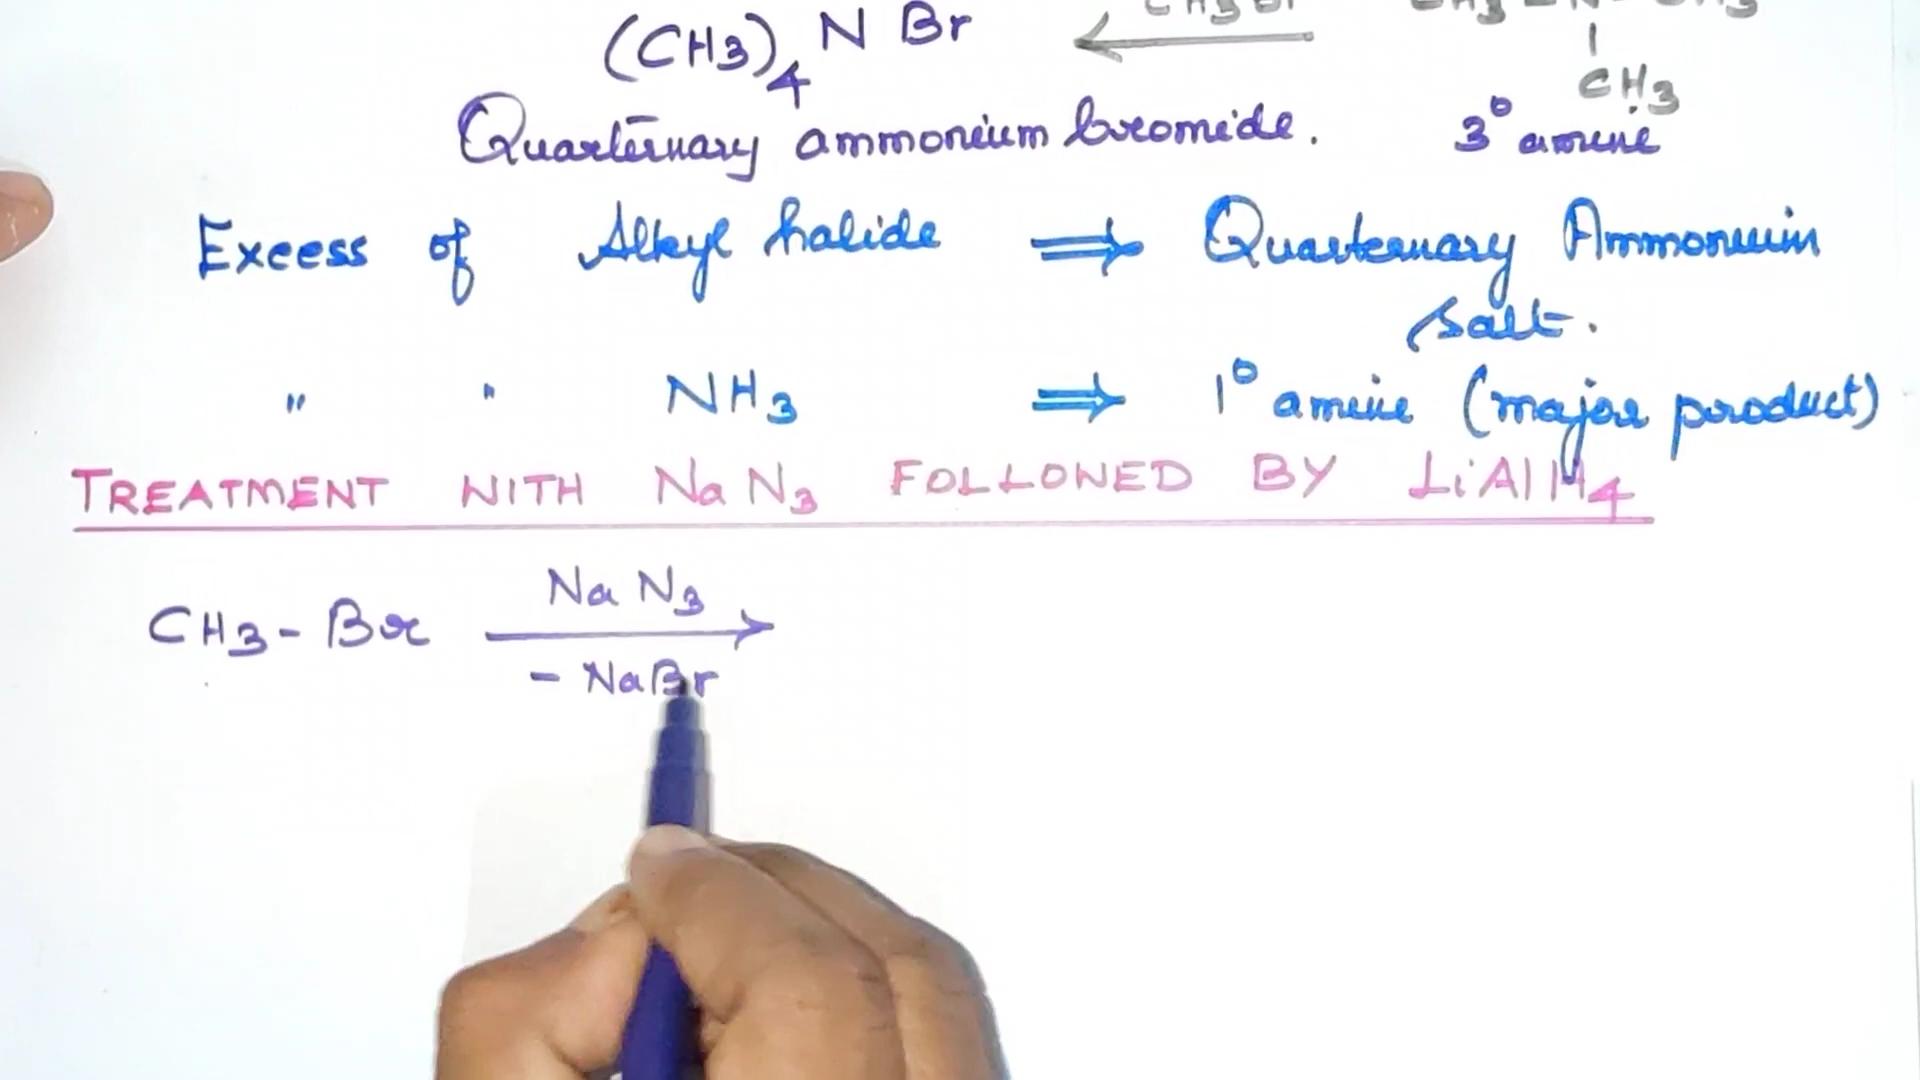 (CH3)4 N Br
CH3
Quarternary ammonium bromide. 3° amine
Excess of Alkyl halide ⇒ Quarternary Ammonium
Salt.
" " NH3 ⇒ 1° amine (major product)
TREATMENT WITH NaN3 FOLLOWED BY LiAlH4
CH3 - Br NaN3
- NaBr